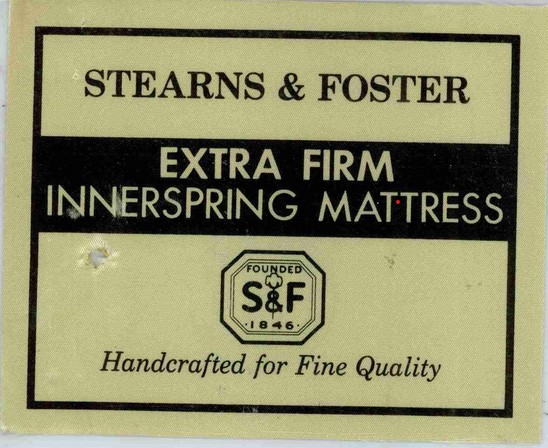 STEARNS & FOSTER
EXTRA FIRM
INNERSPRING MATTRESS
FOUNDED
S&F
·1846·
Handcrafted for Fine Quality